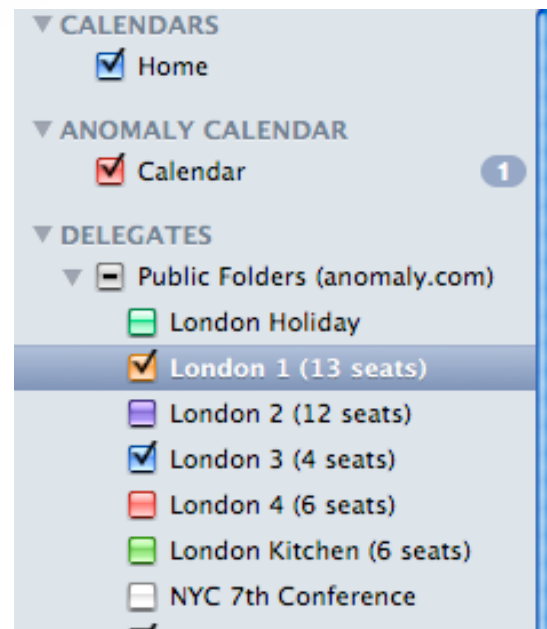 CALENDARS
Home
ANOMALY CALENDAR
Calendar 1
DELEGATES
Public Folders (anomaly.com)
London Holiday
London 1 (13 seats)
London 2 (12 seats)
London 3 (4 seats)
London 4 (6 seats)
London Kitchen (6 seats)
NYC 7th Conference